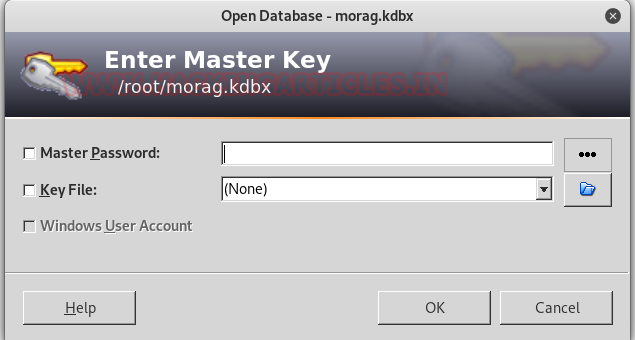 Open Database - morag.kdbx
Enter Master Key
/root/morag.kdbx
Master Password:
Key File:
(None)
Windows User Account
Help
OK
Cancel